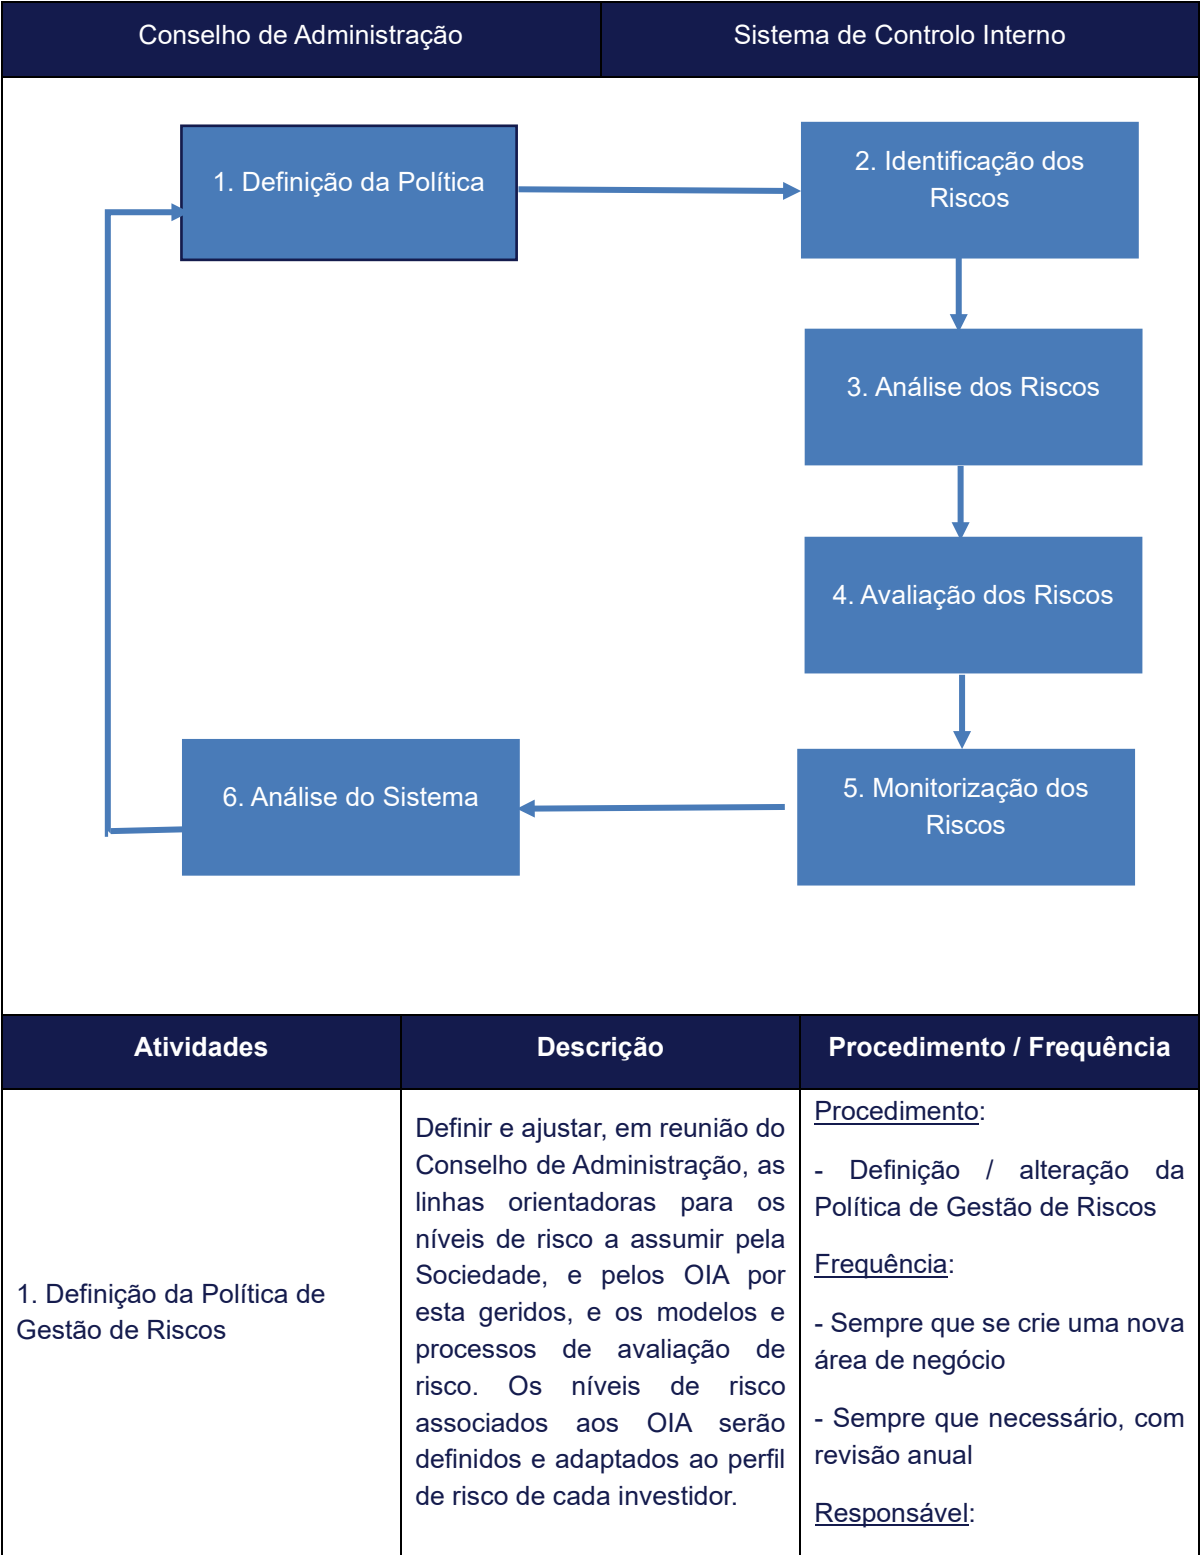 Conselho de Administração
Sistema de Controlo Interno
1. Definição da Política
2. Identificação dos
Riscos
3. Análise dos Riscos
4. Avaliação dos Riscos
5. Monitorização dos
Riscos
6. Análise do Sistema
Atividades
Descrição
Procedimento / Frequência
1. Definição da Política de
Gestão de Riscos
Definir e ajustar, em reunião do
Conselho de Administração, as
linhas orientadoras para os
níveis de risco a assumir pela
Sociedade, e pelos OIA por
esta geridos, e os modelos e
processos de avaliação de
risco. Os níveis de risco
associados aos OIA serão
definidos e adaptados ao perfil
de risco de cada investidor.
Procedimento:
- Definição / alteração da
Política de Gestão de Riscos
Frequência:
- Sempre que se crie uma nova
área de negócio
- Sempre que necessário, com
revisão anual
Responsável: